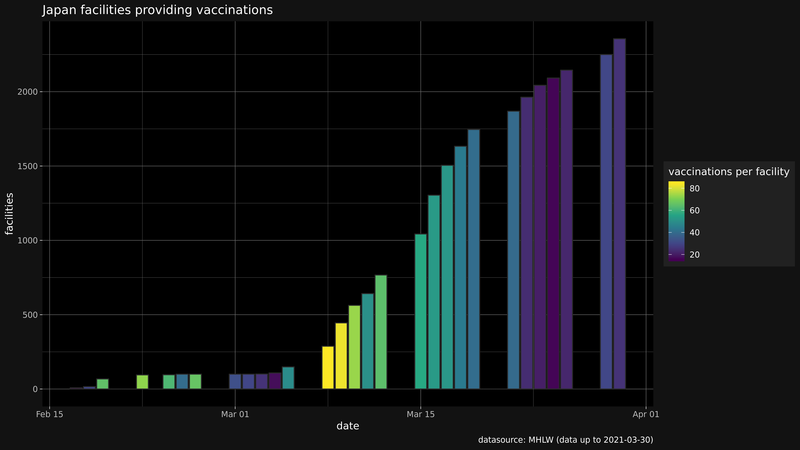 Japan facilities providing vaccinations
2000
1500
1000
500
0
facilities
Feb 15
Mar 01
Mar 15
Apr 01
date
vaccinations per facility
80
60
40
20
datasource: MHLW (data up to 2021-03-30)